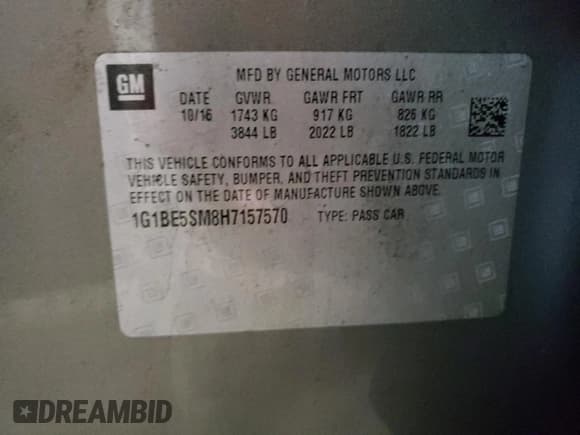 GM
MFD BY GENERAL MOTORS LLC
DATE GVWR GAWR FRT GAWR RR
10/16 1743 KG 917 KG 826 KG
3844 LB 2022 LB 1822 LB
THIS VEHICLE CONFORMS TO ALL APPLICABLE U.S. FEDERAL MOTOR
VEHICLE SAFETY, BUMPER, AND THEFT PREVENTION STANDARDS IN
EFFECT ON THE DATE OF MANUFACTURE SHOWN ABOVE.
1G1BE5SM8H7157570 TYPE: PASS CAR
DREAMBID